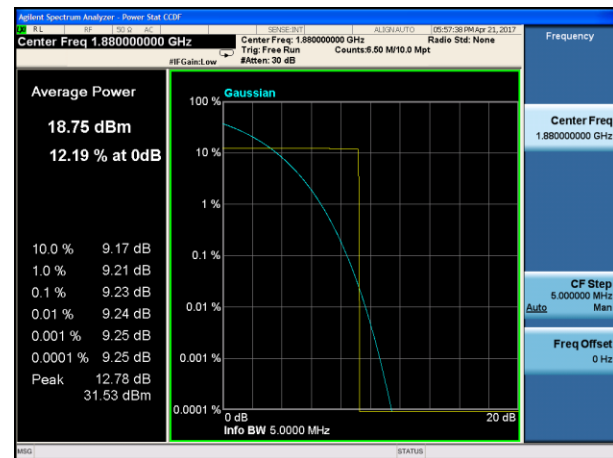 Agilent Spectrum Analyzer - Power Stat CCDF
RL RF 50 Ω AC SENSE:INT ALIGNAUTO 05:57:38 PM Apr 21, 2017
Center Freq 1.880000000 GHz
Center Freq: 1.880000000 GHz Radio Std: None
Trig: Free Run Counts:6.50 M/10.0 Mpt
#IFGain:Low #Atten: 30 dB
Frequency
Average Power
18.75 dBm
12.19 % at 0dB
10.0 % 9.17 dB
1.0 % 9.21 dB
0.1 % 9.23 dB
0.01 % 9.24 dB
0.001 % 9.25 dB
0.0001 % 9.25 dB
Peak 12.78 dB
31.53 dBm
Gaussian
100 %
10 %
1 %
0.1 %
0.01 %
0.001 %
0.0001 %
0 dB 20 dB
Info BW 5.0000 MHz
Center Freq
1.880000000 GHz
CF Step
5.000000 MHz
Auto Man
Freq Offset
0 Hz
MSG STATUS